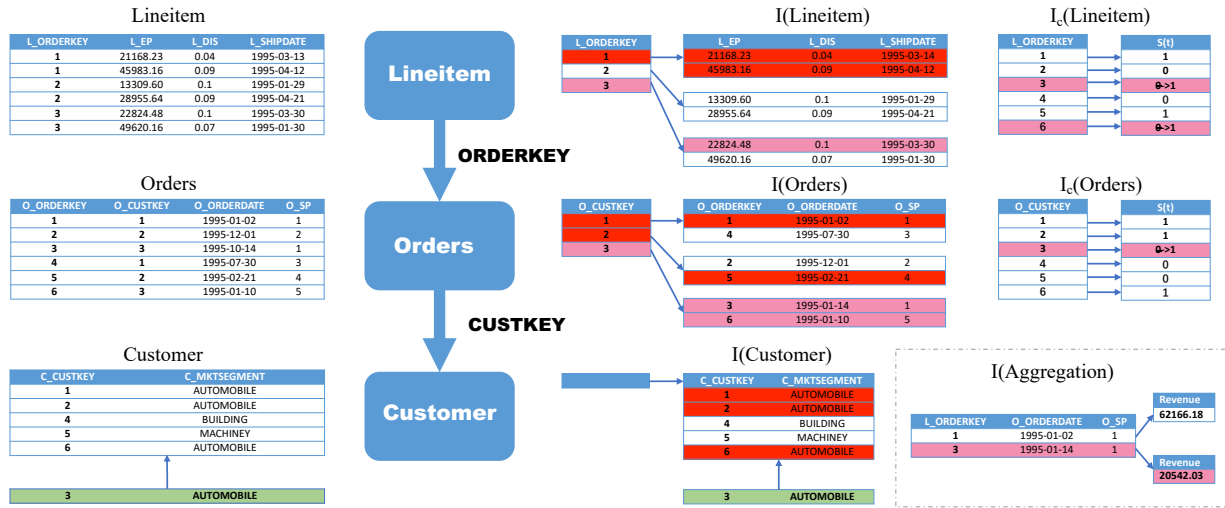 Lineitem
L_ORDERKEY L_EP L_DIS L_SHIPDATE
1 21168.23 0.04 1995-03-13
1 45983.16 0.09 1995-04-12
2 13309.60 0.1 1995-01-29
2 28955.64 0.09 1995-04-21
3 22824.48 0.1 1995-03-30
3 49620.16 0.07 1995-01-30
Orders
O_ORDERKEY O_CUSTKEY O_ORDERDATE O_SP
1 1 1995-01-02 1
2 2 1995-12-01 2
3 3 1995-10-14 1
4 1 1995-07-30 3
5 2 1995-02-21 4
6 3 1995-01-10 5
Customer
C_CUSTKEY C_MKTSEGMENT
1 AUTOMOBILE
2 AUTOMOBILE
4 BUILDING
5 MACHINEY
6 AUTOMOBILE
3 AUTOMOBILE
Lineitem
ORDERKEY
Orders
CUSTKEY
Customer
I(Lineitem)
L_ORDERKEY
1
2
3
L_EP L_DIS L_SHIPDATE
21168.23 0.04 1995-03-14
45983.16 0.09 1995-04-12
13309.60 0.1 1995-01-29
28955.64 0.09 1995-04-21
22824.48 0.1 1995-03-30
49620.16 0.07 1995-01-30
I(Orders)
O_CUSTKEY
1
2
3
O_ORDERKEY O_ORDERDATE O_SP
1 1995-01-02 1
4 1995-07-30 3
2 1995-12-01 2
5 1995-02-21 4
3 1995-01-14 1
6 1995-01-10 5
I(Customer)
C_CUSTKEY C_MKTSEGMENT
1 AUTOMOBILE
2 AUTOMOBILE
4 BUILDING
5 MACHINEY
6 AUTOMOBILE
3 AUTOMOBILE
Ic(Lineitem)
L_ORDERKEY S(t)
1 1
2 0
3 0->1
4 0
5 1
6 0->1
Ic(Orders)
O_CUSTKEY S(t)
1 1
2 1
3 0->1
4 0
5 0
6 1
I(Aggregation)
L_ORDERKEY O_ORDERDATE O_SP
1 1995-01-02 1
3 1995-01-14 1
Revenue
62166.18
Revenue
20542.03